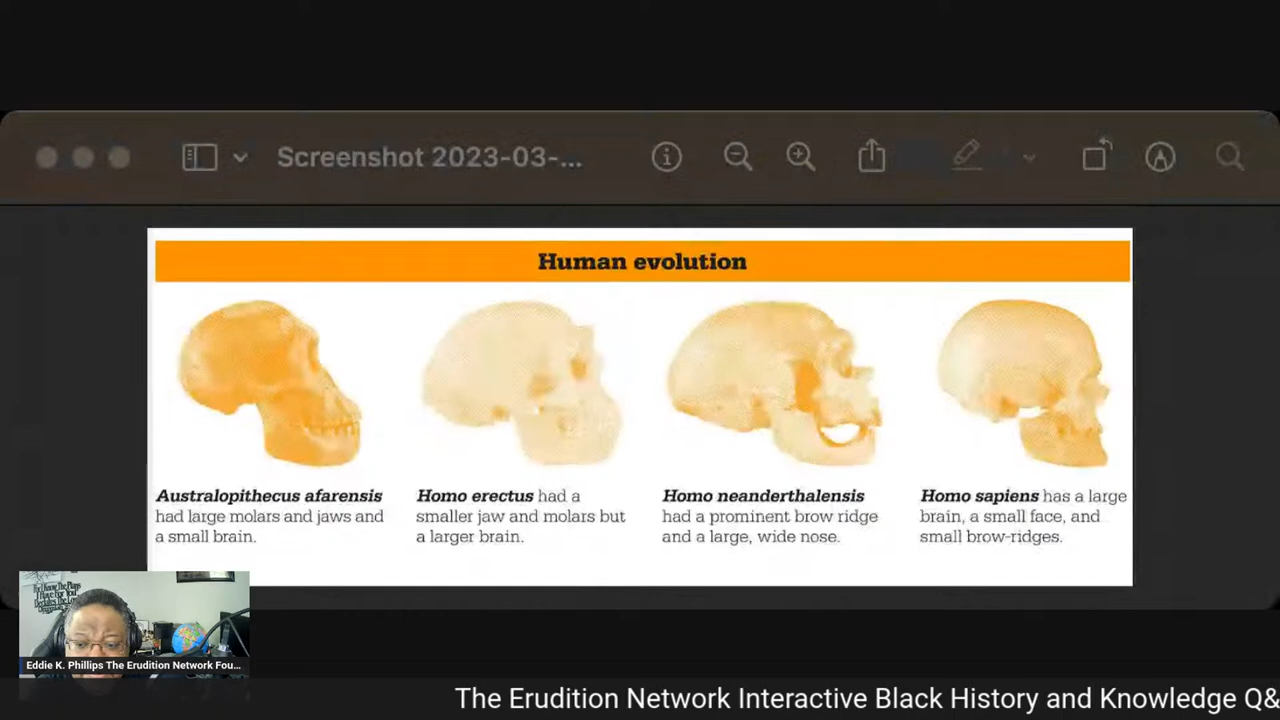 Screenshot 2023-03-...
Human evolution
Australopithecus afarensis
had large molars and jaws and
a small brain.
Homo erectus had a
smaller jaw and molars but
a larger brain.
Homo neanderthalensis
had a prominent brow ridge
and a large, wide nose.
Homo sapiens has a large
brain, a small face, and
small brow-ridges.
Eddie K. Phillips The Erudition Network Fou...
The Erudition Network Interactive Black History and Knowledge Q&